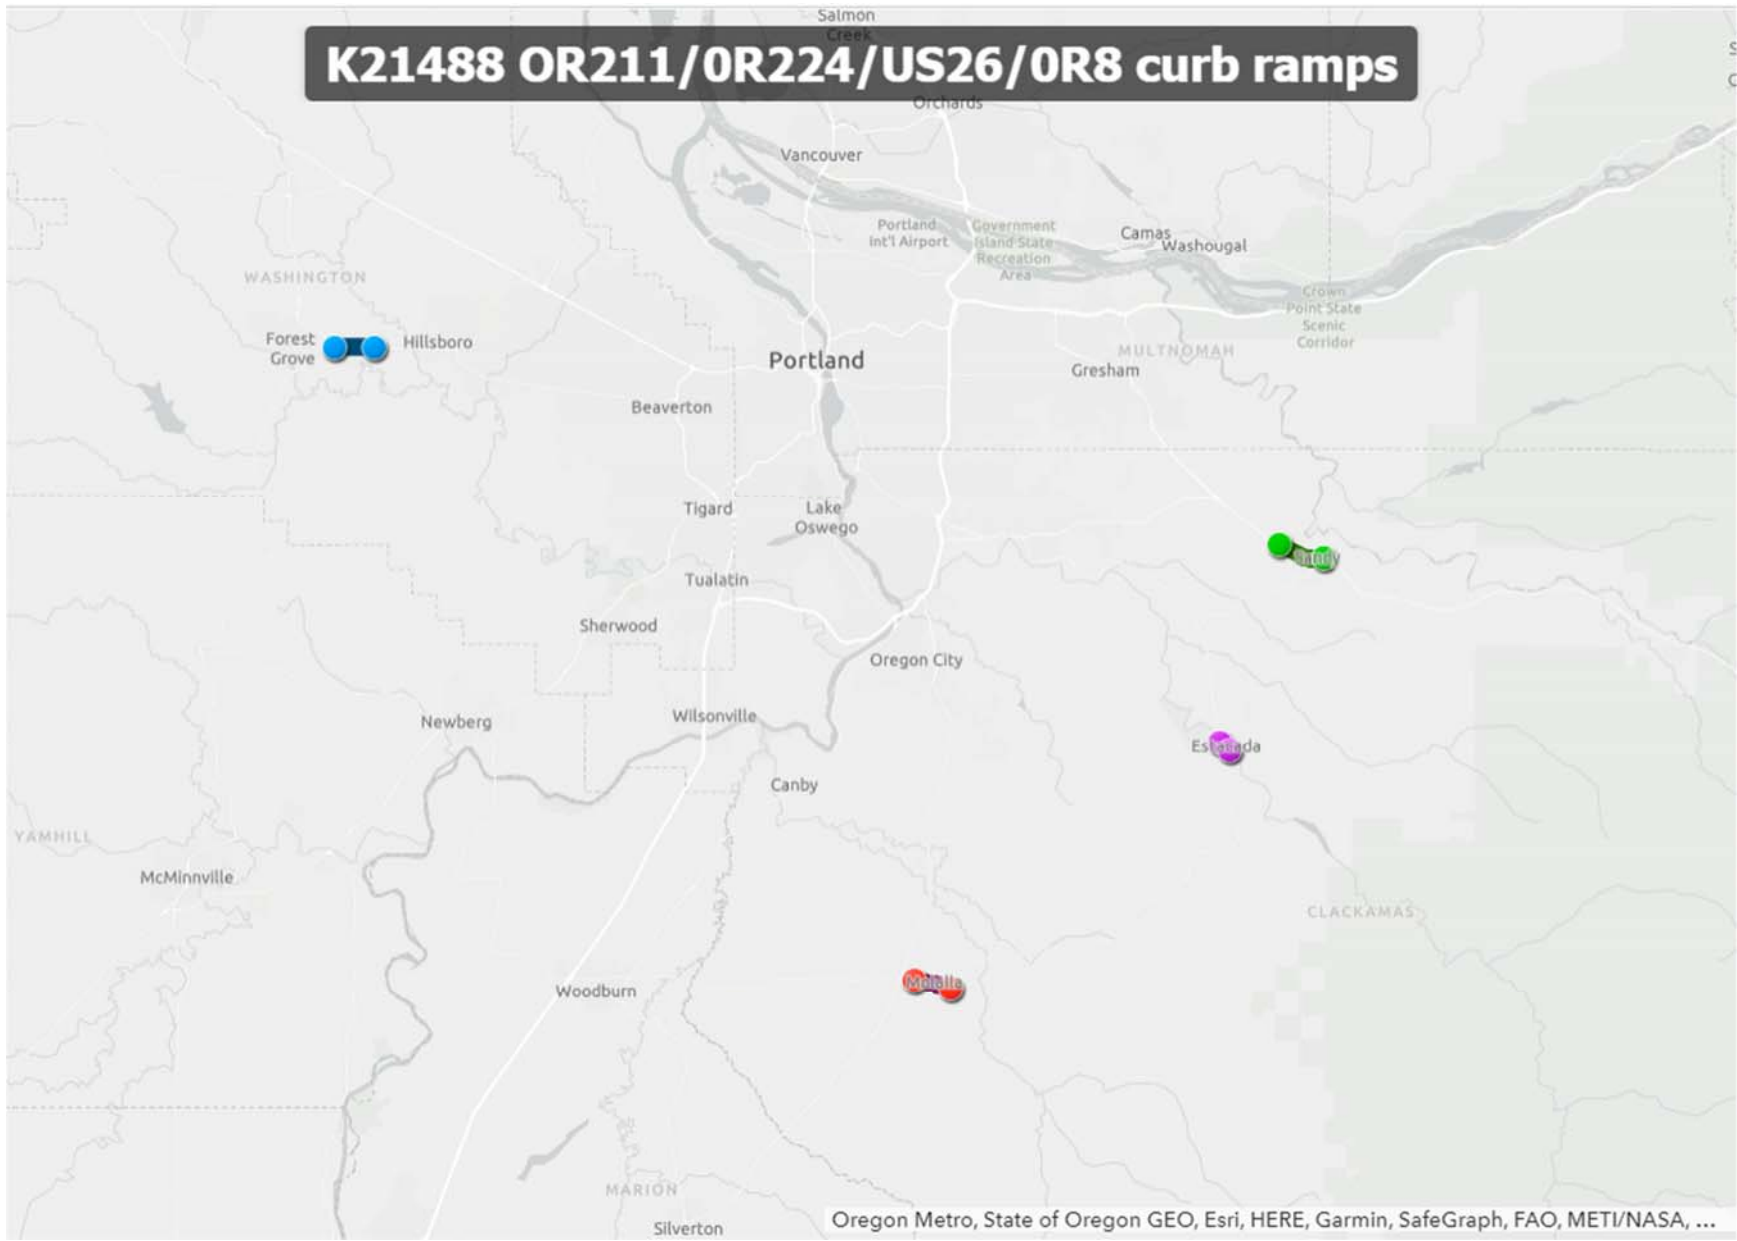 Salmon
Creek
K21488 OR211/0R224/US26/0R8 curb ramps
S
C
Orchards
Vancouver
Portland
Int'l Airport
Government
Island State
Recreation
Area
Camas
Washougal
WASHINGTON
Crown
Point State
Scenic
Corridor
Forest
Grove
Hillsboro
Portland
MULTNOMAH
Gresham
Beaverton
Tigard
Lake
Oswego
Sandy
Tualatin
Sherwood
Oregon City
Newberg
Wilsonville
Estacada
Canby
YAMHILL
McMinnville
CLACKAMAS
Molalla
Woodburn
MARION
Silverton
Oregon Metro, State of Oregon GEO, Esri, HERE, Garmin, SafeGraph, FAO, METI/NASA, ...